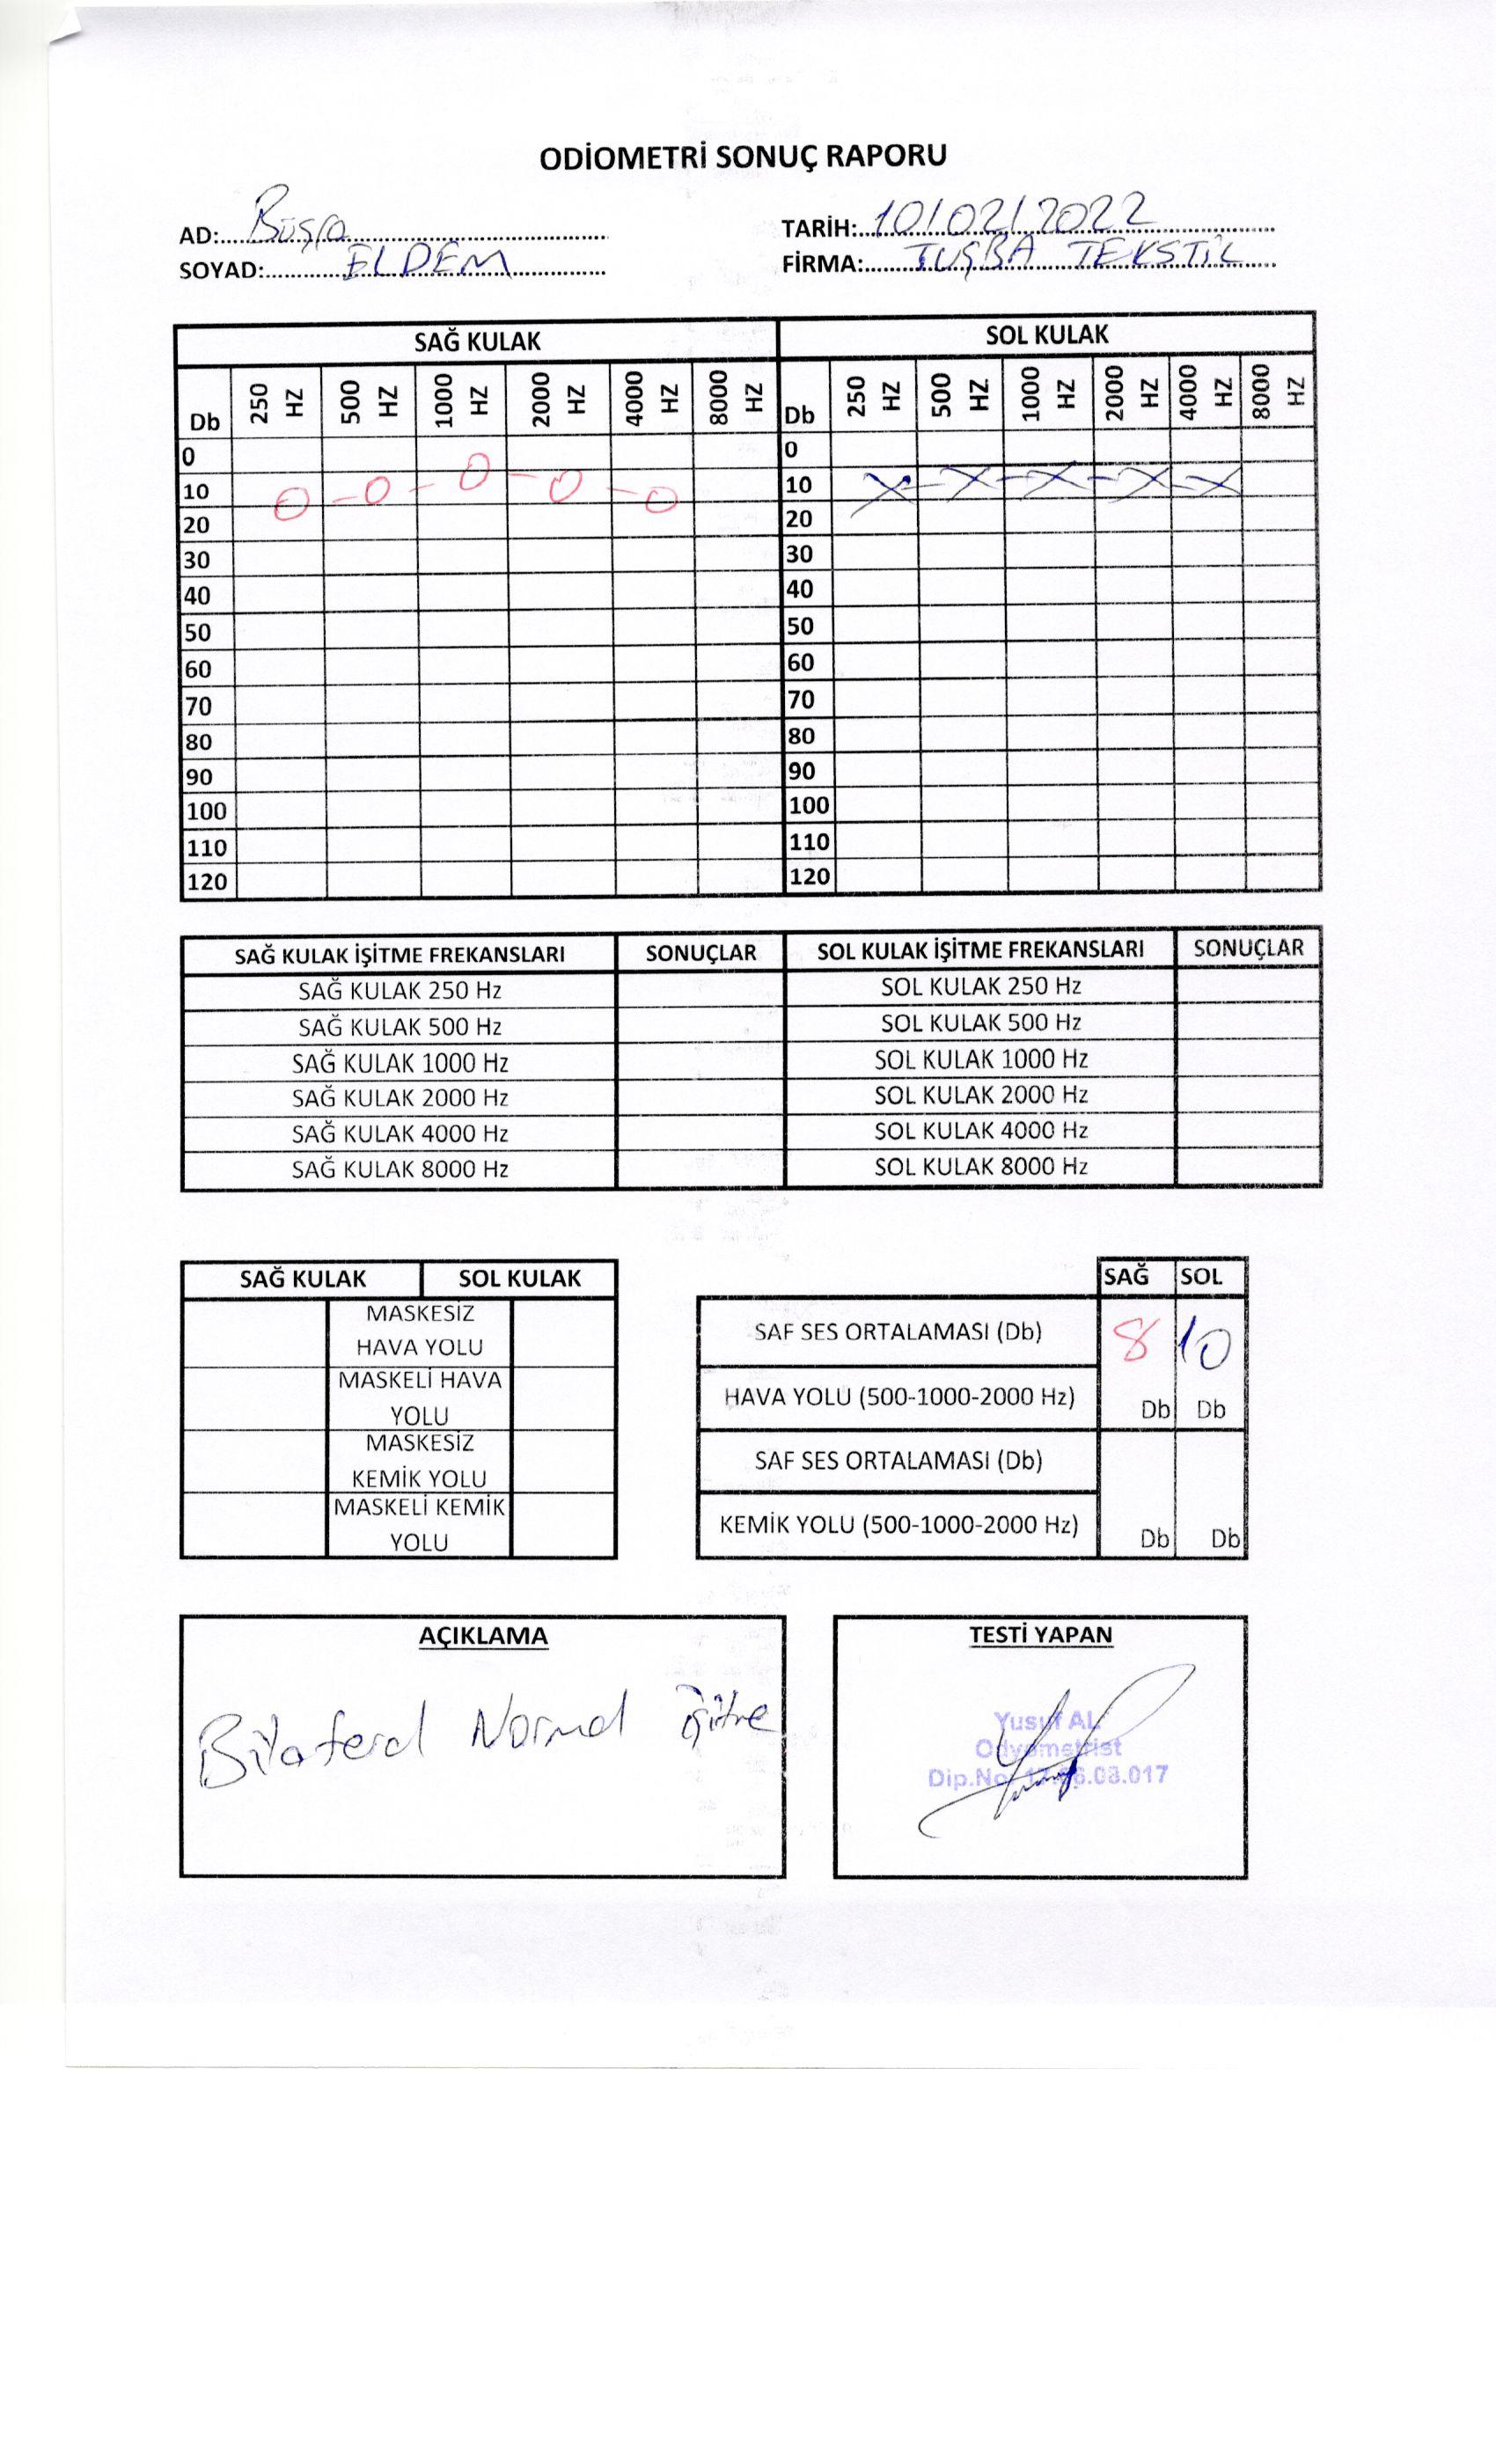 ODİOMETRİ SONUÇ RAPORU
AD: Büşra TARİH: 10/02/2022
SOYAD: ELDEM FİRMA: TUŞBA TEKSTİL
SAĞ KULAK SOL KULAK
Db 250 HZ 500 HZ 1000 HZ 2000 HZ 4000 HZ 8000 HZ Db 250 HZ 500 HZ 1000 HZ 2000 HZ 4000 HZ 8000 HZ
0 0
10 10
20 20
30 30
40 40
50 50
60 60
70 70
80 80
90 90
100 100
110 110
120 120
SAĞ KULAK İŞİTME FREKANSLARI SONUÇLAR SOL KULAK İŞİTME FREKANSLARI SONUÇLAR
SAĞ KULAK 250 Hz SOL KULAK 250 Hz
SAĞ KULAK 500 Hz SOL KULAK 500 Hz
SAĞ KULAK 1000 Hz SOL KULAK 1000 Hz
SAĞ KULAK 2000 Hz SOL KULAK 2000 Hz
SAĞ KULAK 4000 Hz SOL KULAK 4000 Hz
SAĞ KULAK 8000 Hz SOL KULAK 8000 Hz
SAĞ KULAK SOL KULAK
MASKESİZ
HAVA YOLU
MASKELİ HAVA
YOLU
MASKESİZ
KEMİK YOLU
MASKELİ KEMİK
YOLU
SAĞ SOL
SAF SES ORTALAMASI (Db) 8 10
HAVA YOLU (500-1000-2000 Hz) Db Db
SAF SES ORTALAMASI (Db)
KEMİK YOLU (500-1000-2000 Hz) Db Db
AÇIKLAMA
Bilateral Normal İşitme
TESTİ YAPAN
Yusuf AL
Odyometrist
Dip.No: